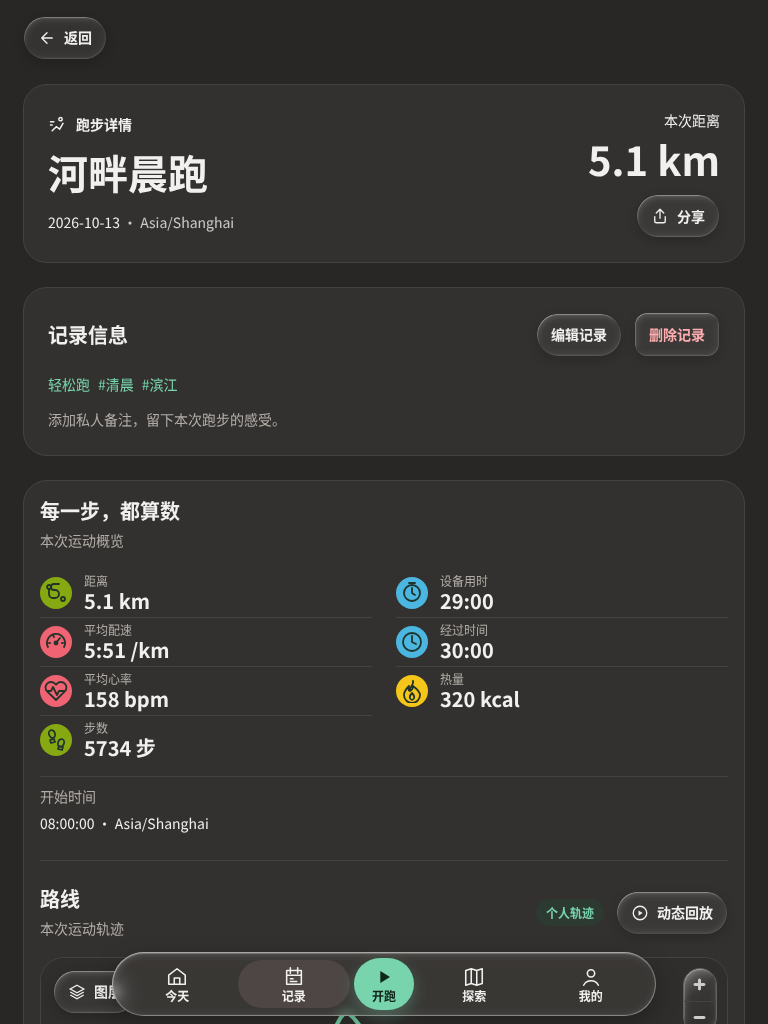 返回
跑步详情
河畔晨跑
2026-10-13 • Asia/Shanghai
本次距离
5.1 km
分享
记录信息
编辑记录
删除记录
轻松跑 #清晨 #滨江
添加私人备注，留下本次跑步的感受。
每一步，都算数
本次运动概览
距离
5.1 km
设备用时
29:00
平均配速
5:51 /km
经过时间
30:00
平均心率
158 bpm
热量
320 kcal
步数
5734 步
开始时间
08:00:00 • Asia/Shanghai
路线
本次运动轨迹
个人轨迹
动态回放
图层
今天
记录
开跑
探索
我的